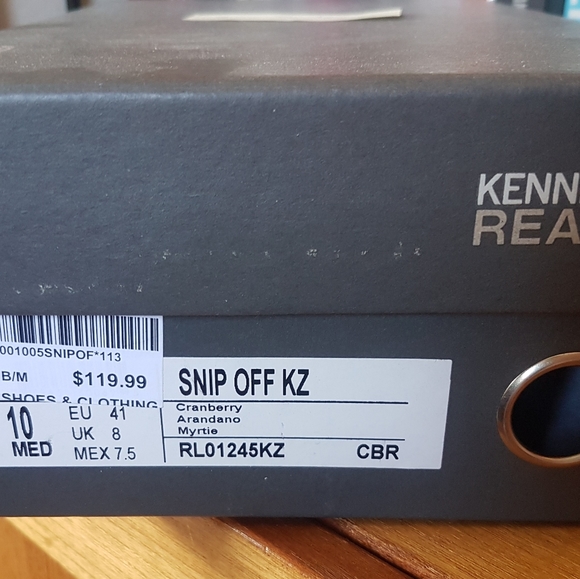 KENN
REA
001005SNIPOF*113
B/M $119.99
SHOES & CLOTHING
SNIP OFF KZ
Cranberry
Arandano
Myrtie
10 EU 41
UK 8
MED MEX 7.5
RL01245KZ CBR